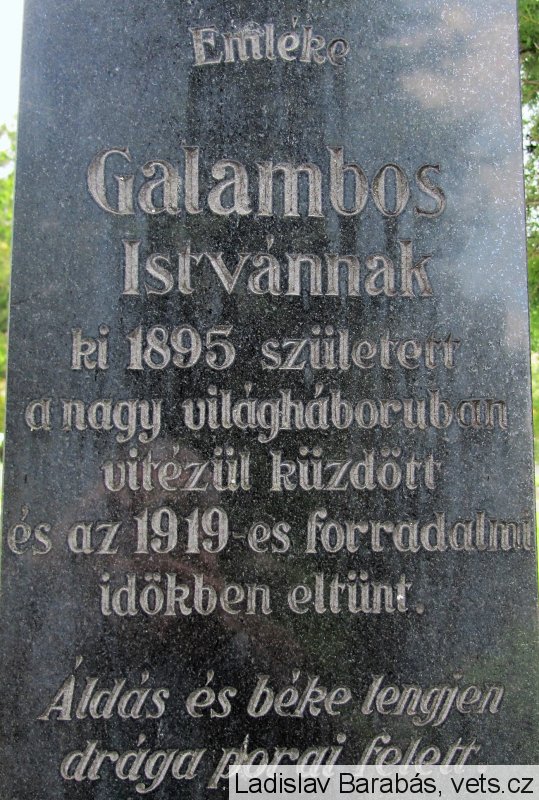 Emléke
Galambos
Istvánnak
ki 1895 született
a nagy világháboruban
vitézül küzdött
és az 1919-es forradalmi
idökben eltünt.
Áldás és béke lengjen
drága porai felett.
Ladislav Barabás, vets.cz